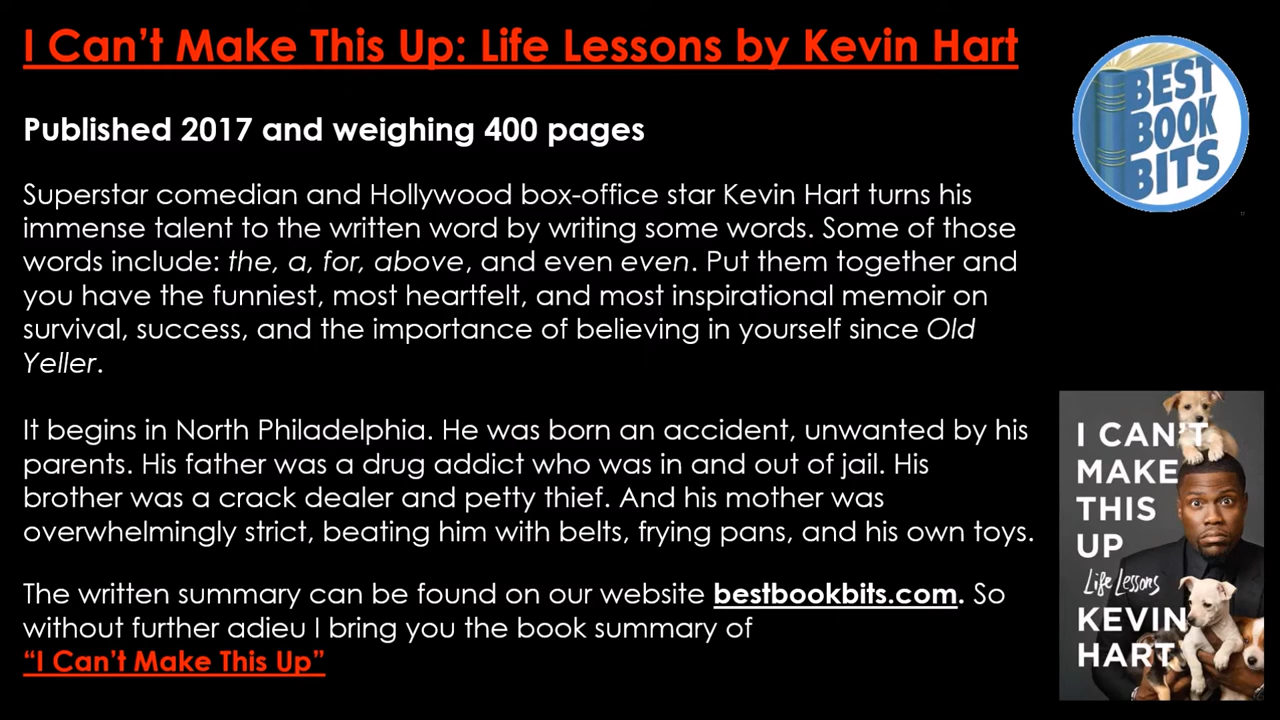 I Can't Make This Up: Life Lessons by Kevin Hart
BEST
BOOK
BITS
Published 2017 and weighing 400 pages
Superstar comedian and Hollywood box-office star Kevin Hart turns his
immense talent to the written word by writing some words. Some of those
words include: the, a, for, above, and even even. Put them together and
you have the funniest, most heartfelt, and most inspirational memoir on
survival, success, and the importance of believing in yourself since Old
Yeller.
It begins in North Philadelphia. He was born an accident, unwanted by his
parents. His father was a drug addict who was in and out of jail. His
brother was a crack dealer and petty thief. And his mother was
overwhelmingly strict, beating him with belts, frying pans, and his own toys.
The written summary can be found on our website bestbookbits.com. So
without further adieu I bring you the book summary of
“I Can't Make This Up”
I CAN'T
MAKE
THIS
UP
Life Lessons
KEVIN
HART